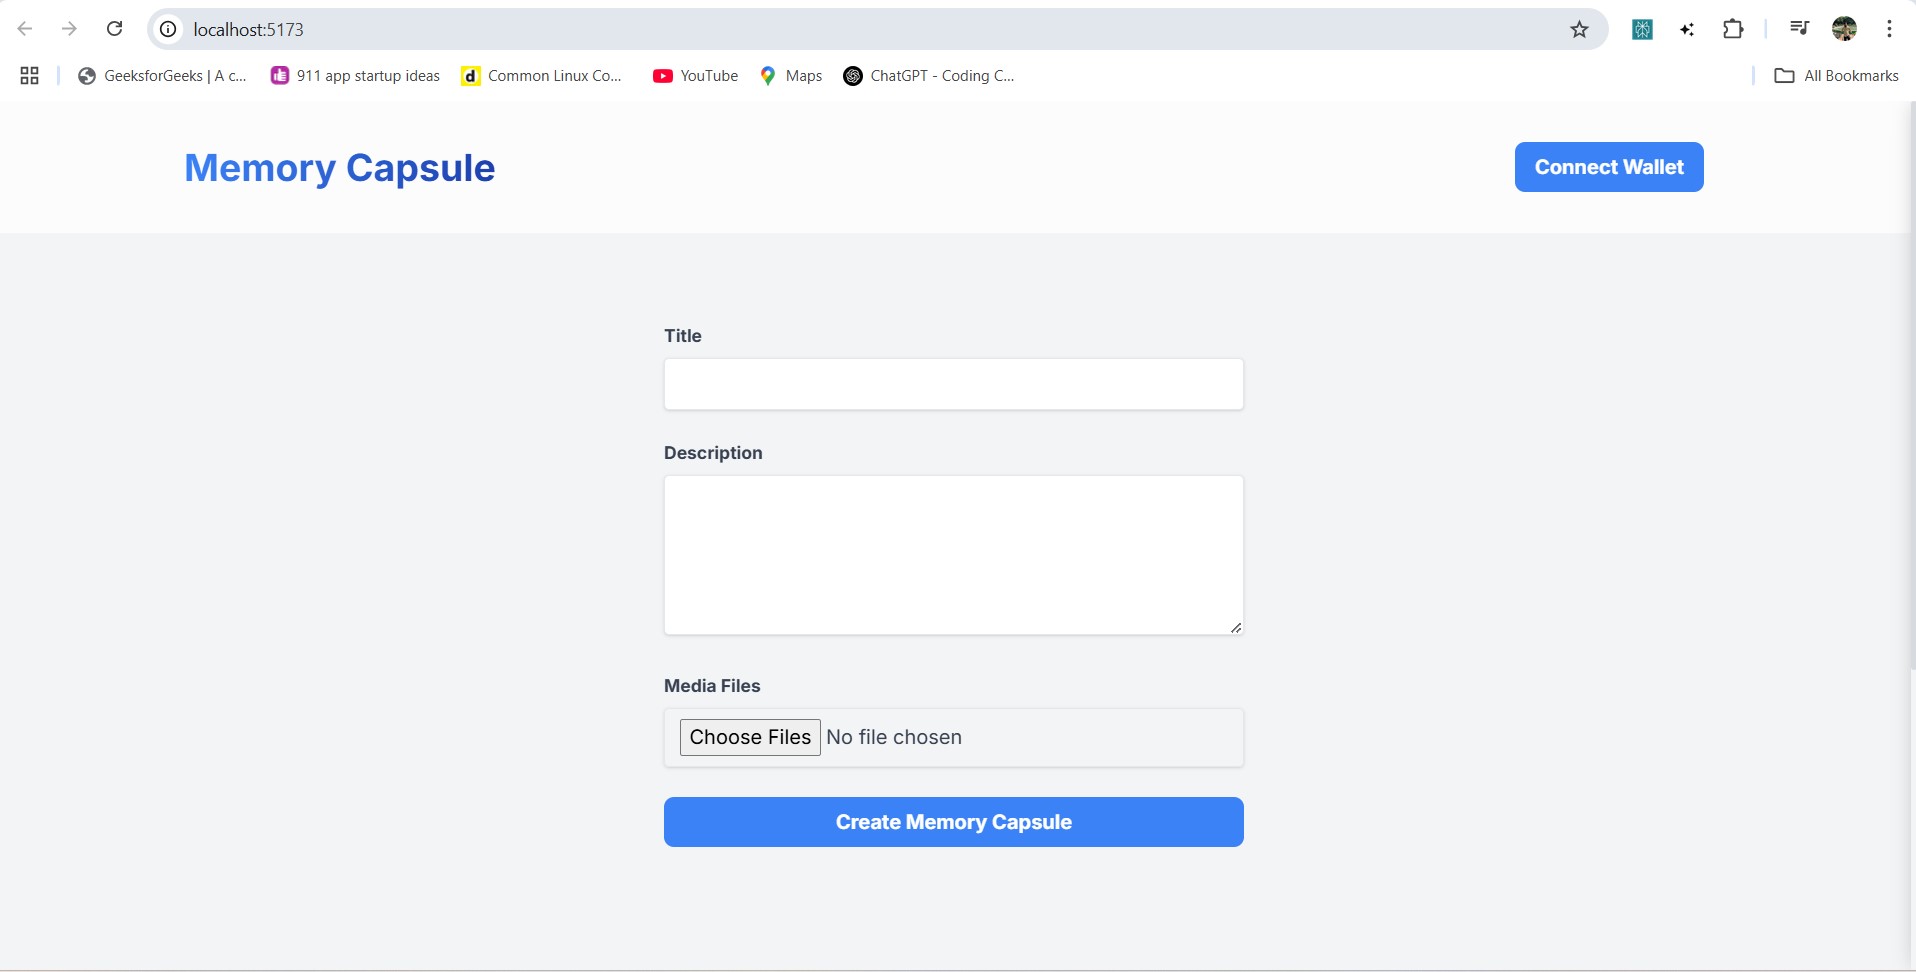 localhost:5173
GeeksforGeeks | A c...
911 app startup ideas
d
Common Linux Co...
YouTube
Maps
ChatGPT - Coding C...
All Bookmarks
Memory Capsule
Connect Wallet
Title
Description
Media Files
Choose Files No file chosen
Create Memory Capsule